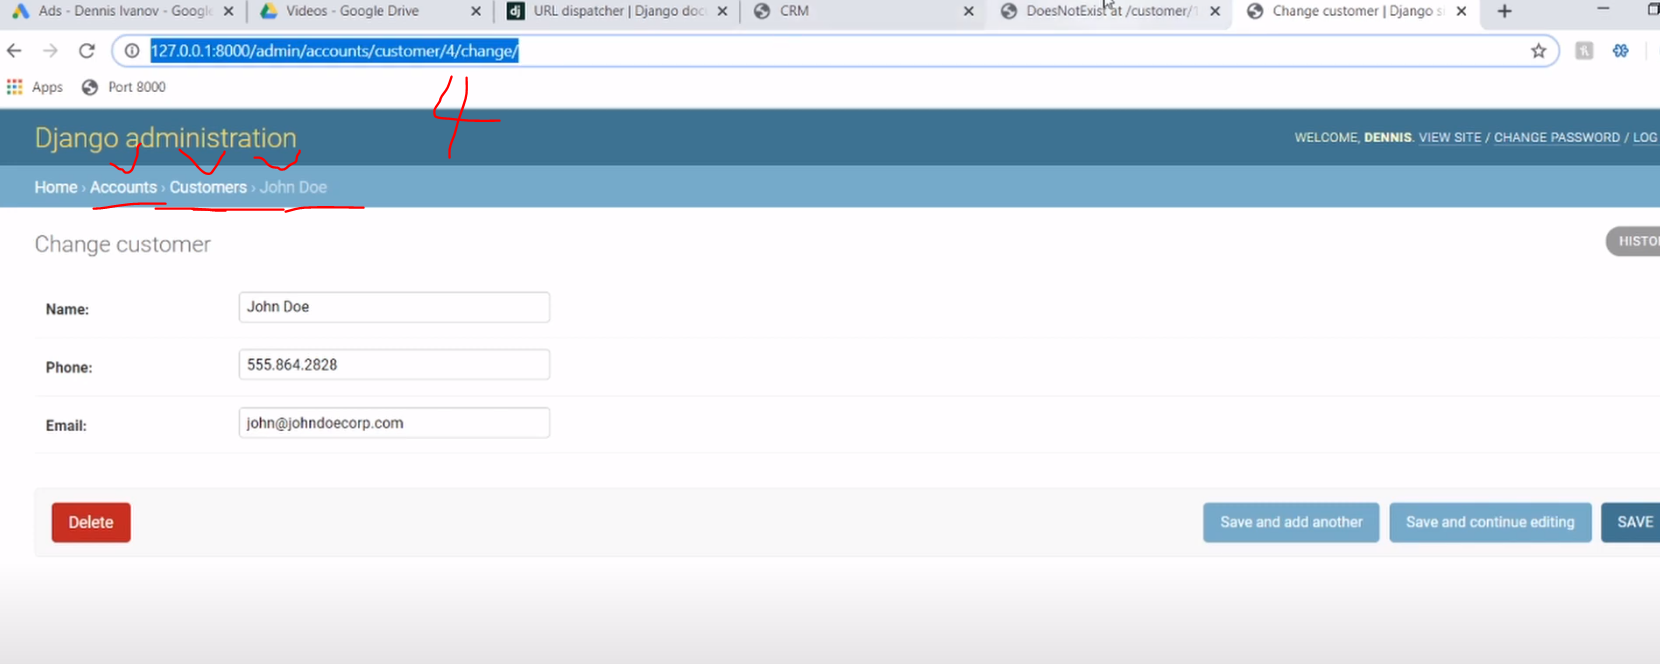 Ads - Dennis Ivanov - Google
Videos - Google Drive
URL dispatcher | Django doc
CRM
DoesNotExist at /customer/1
Change customer | Django s
127.0.0.1:8000/admin/accounts/customer/4/change/
Apps
Port 8000
4
Django administration
WELCOME, DENNIS. VIEW SITE / CHANGE PASSWORD / LOG
Home › Accounts › Customers › John Doe
Change customer
HISTO
Name:
John Doe
Phone:
555.864.2828
Email:
john@johndoecorp.com
Delete
Save and add another
Save and continue editing
SAVE